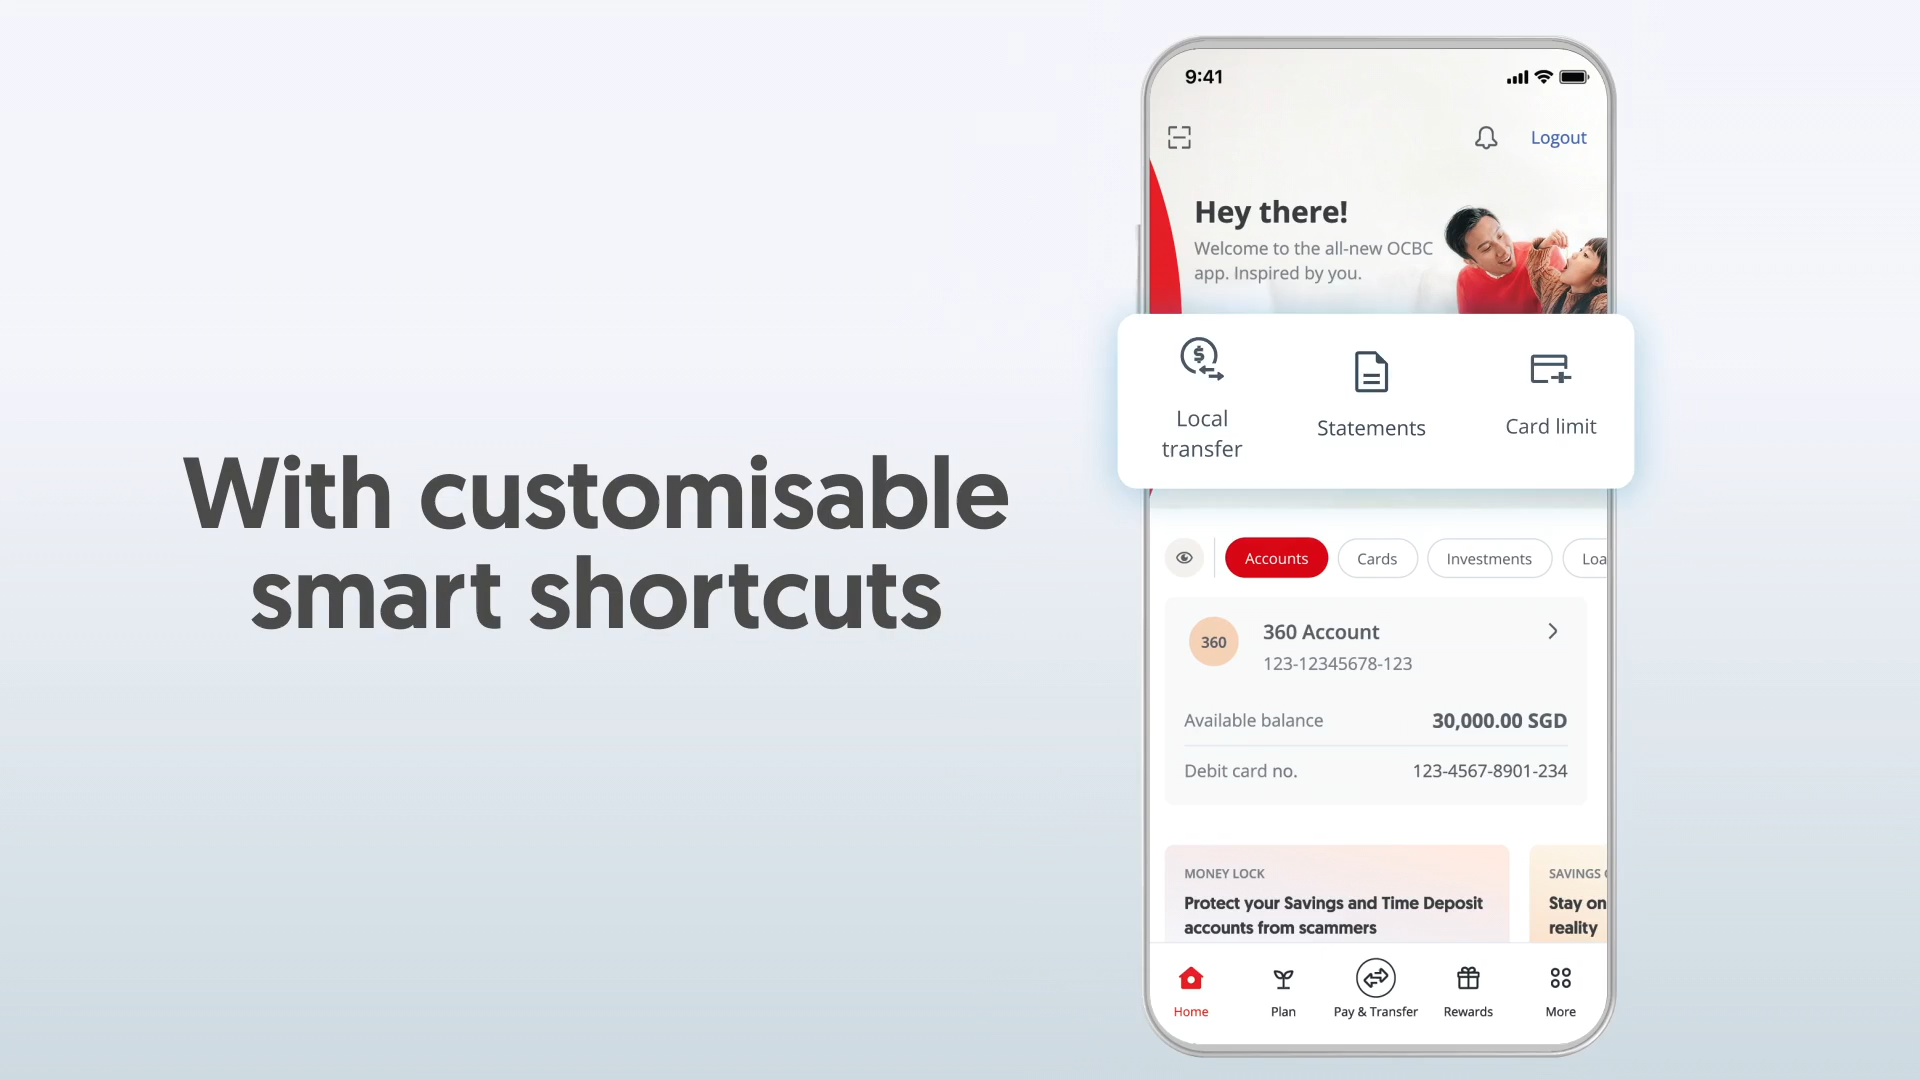 With customisable
smart shortcuts
9:41
Logout
Hey there!
Welcome to the all-new OCBC
app. Inspired by you.
Local
transfer
Statements
Card limit
Accounts
Cards
Investments
Loa
360
360 Account
123-12345678-123
Available balance
30,000.00 SGD
Debit card no.
123-4567-8901-234
MONEY LOCK
Protect your Savings and Time Deposit
accounts from scammers
SAVINGS
Stay on
reality
Home
Plan
Pay & Transfer
Rewards
More